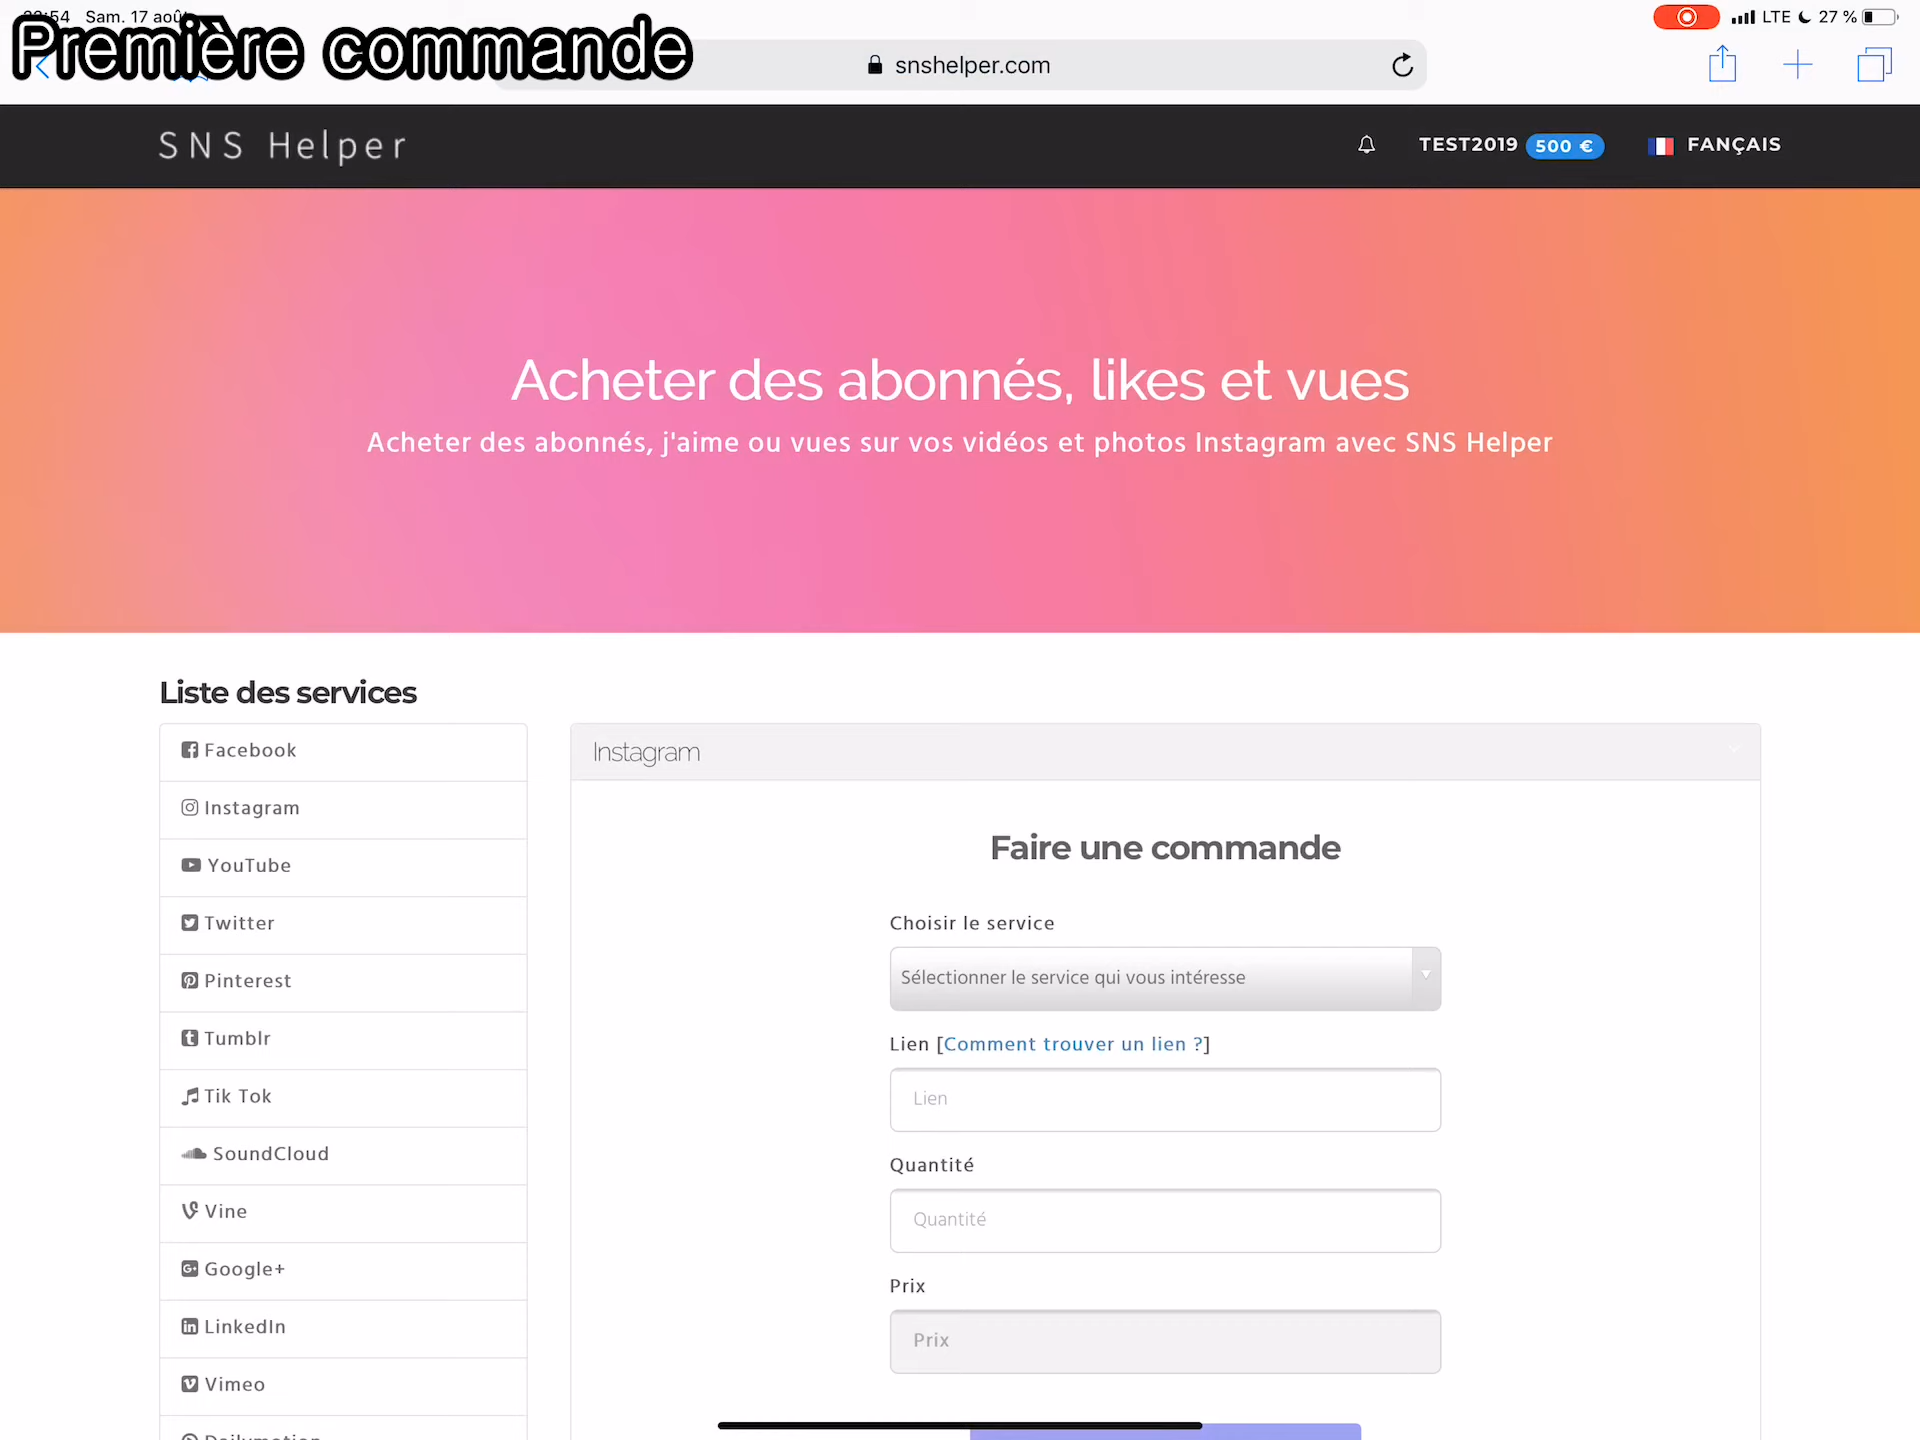 Sam. 17 août
LTE 27 %
Première commande
snshelper.com
SNS Helper
TEST2019 500 € FANÇAIS
Acheter des abonnés, likes et vues
Acheter des abonnés, j'aime ou vues sur vos vidéos et photos Instagram avec SNS Helper
Liste des services
Facebook
Instagram
YouTube
Twitter
Pinterest
Tumblr
Tik Tok
SoundCloud
Vine
Google+
LinkedIn
Vimeo
Instagram
Faire une commande
Choisir le service
Sélectionner le service qui vous intéresse
Lien [Comment trouver un lien ?]
Lien
Quantité
Quantité
Prix
Prix